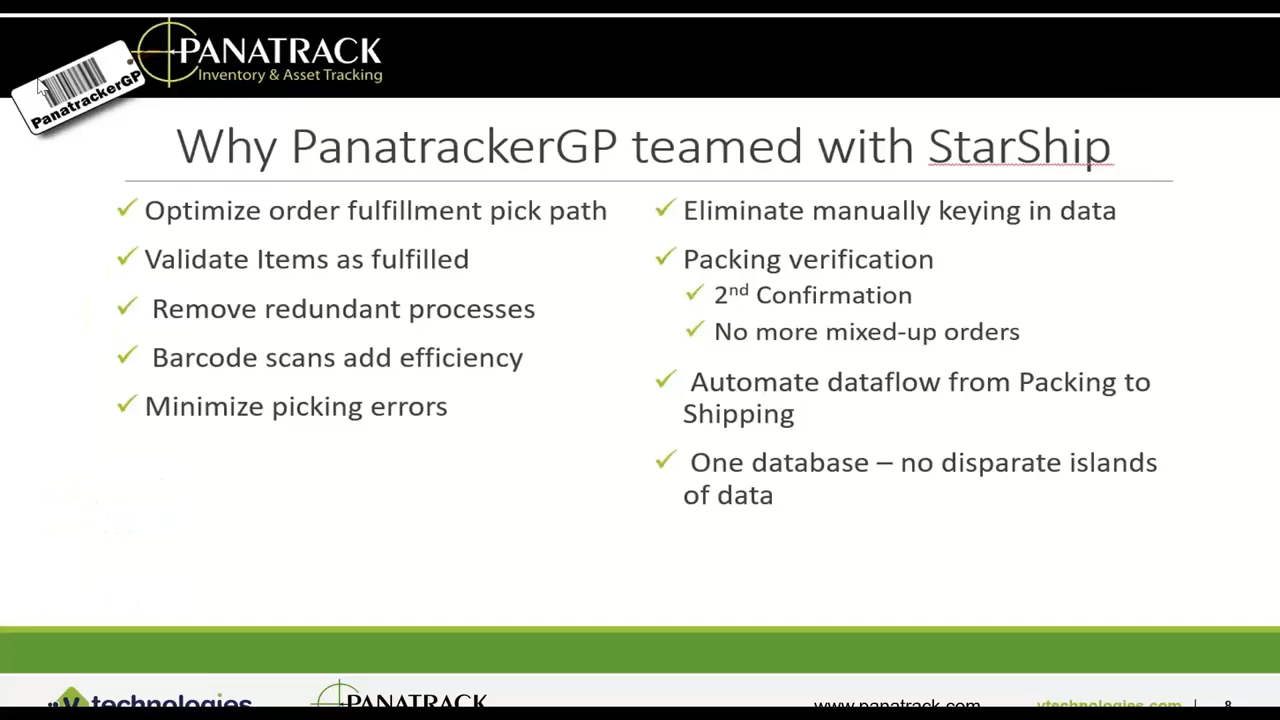 PANATRACK
Inventory & Asset Tracking
PanatrackerGP
Why PanatrackerGP teamed with StarShip
Optimize order fulfillment pick path
Validate Items as fulfilled
Remove redundant processes
Barcode scans add efficiency
Minimize picking errors
Eliminate manually keying in data
Packing verification
2nd Confirmation
No more mixed-up orders
Automate dataflow from Packing to
Shipping
One database – no disparate islands
of data
v technologies
PANATRACK
www.panatrack.com
vtechnologies.com |
8